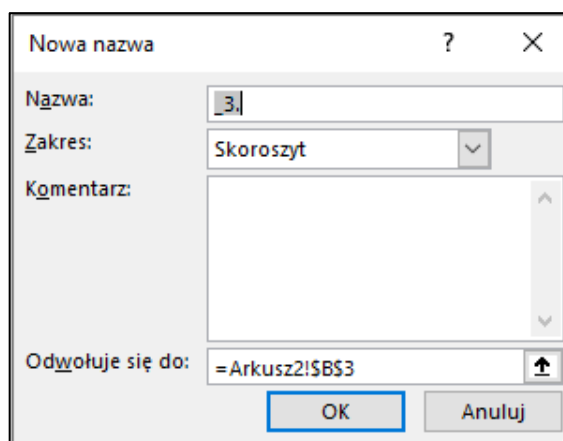 Nowa nazwa ? ×
Nazwa: _3.
Zakres: Skoroszyt
Komentarz:
Odwołuje się do: =Arkusz2!$B$3
OK Anuluj